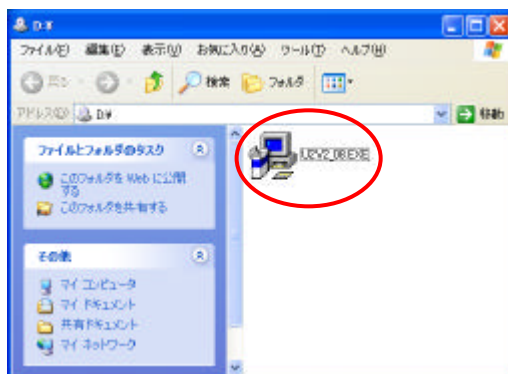 D:¥
ファイル(F) 編集(E) 表示(V) お気に入り(A) ツール(T) ヘルプ(H)
戻る 検索 フォルダ
アドレス(D) D:¥ 移動
ファイルとフォルダのタスク
このフォルダを Web に公開
する
このフォルダを共有する
その他
マイ コンピュータ
マイ ドキュメント
共有ドキュメント
マイ ネットワーク